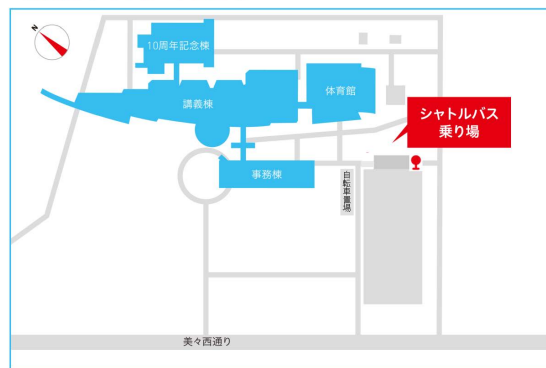 N
10周年記念棟
講義棟
体育館
シャトルバス
乗り場
事務棟
自転車置場
美々西通り